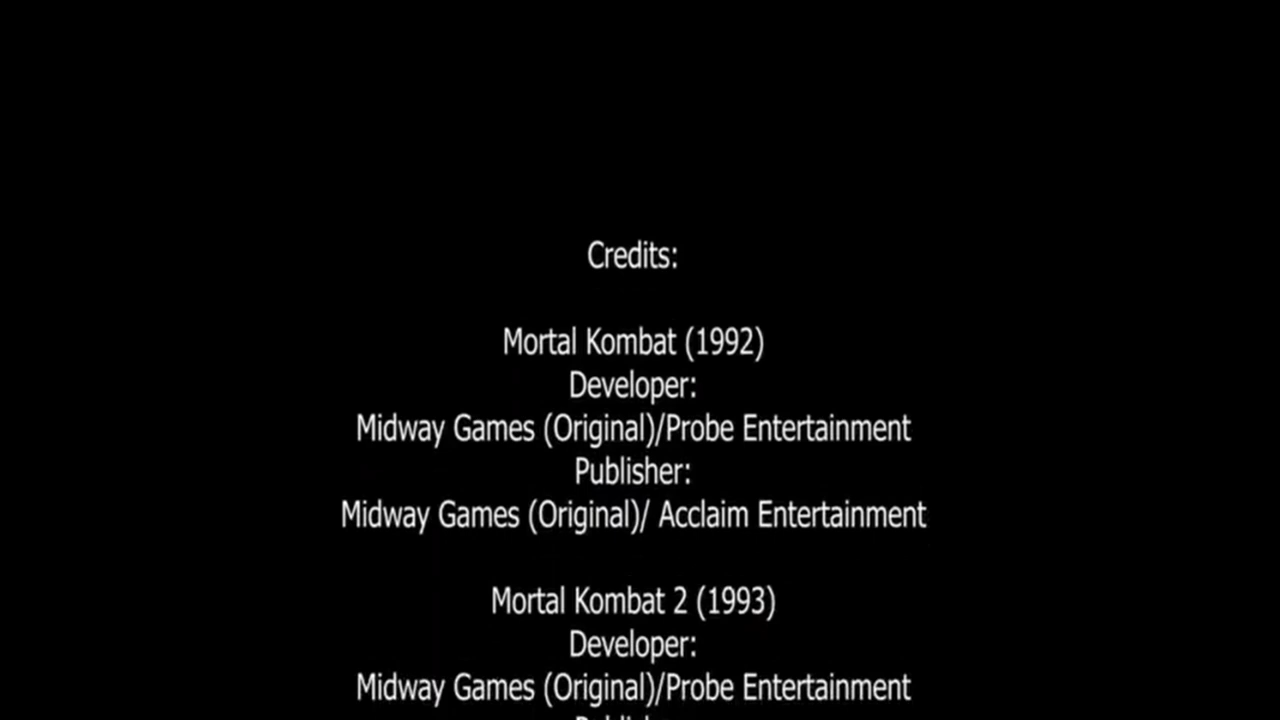 Credits:
Mortal Kombat (1992)
Developer:
Midway Games (Original)/Probe Entertainment
Publisher:
Midway Games (Original)/ Acclaim Entertainment
Mortal Kombat 2 (1993)
Developer:
Midway Games (Original)/Probe Entertainment